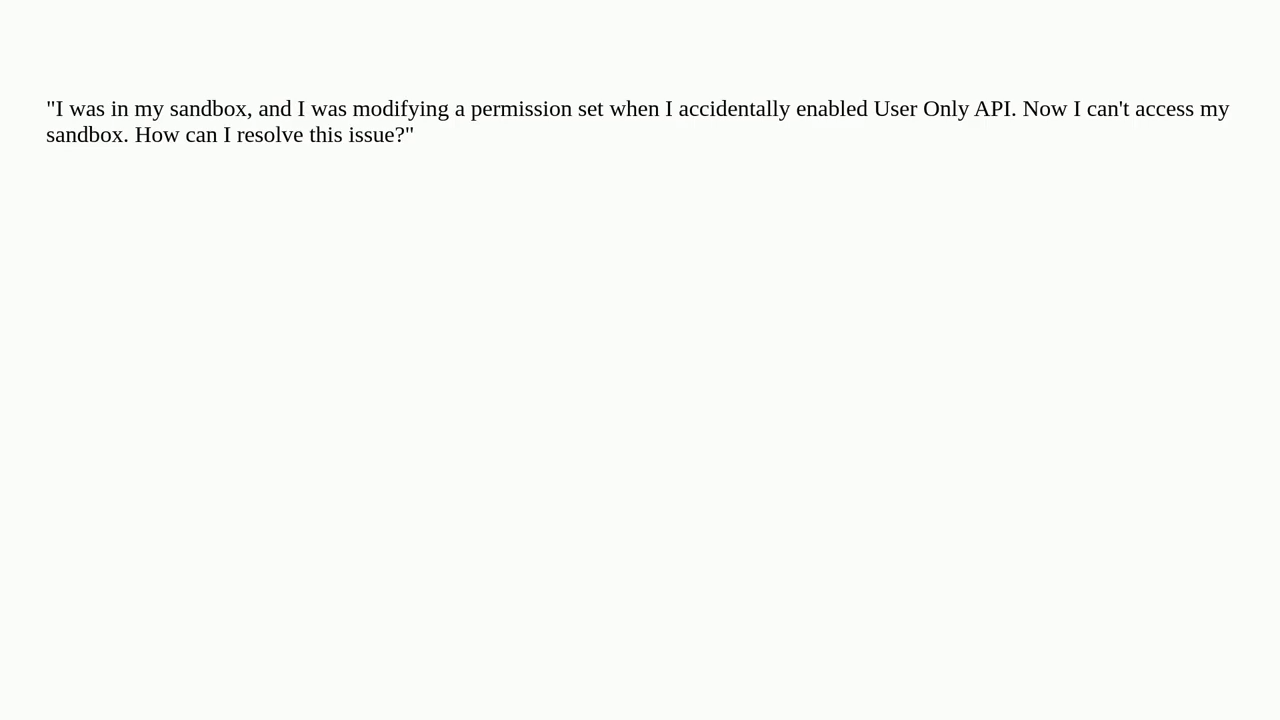 "I was in my sandbox, and I was modifying a permission set when I accidentally enabled User Only API. Now I can't access my
sandbox. How can I resolve this issue?"